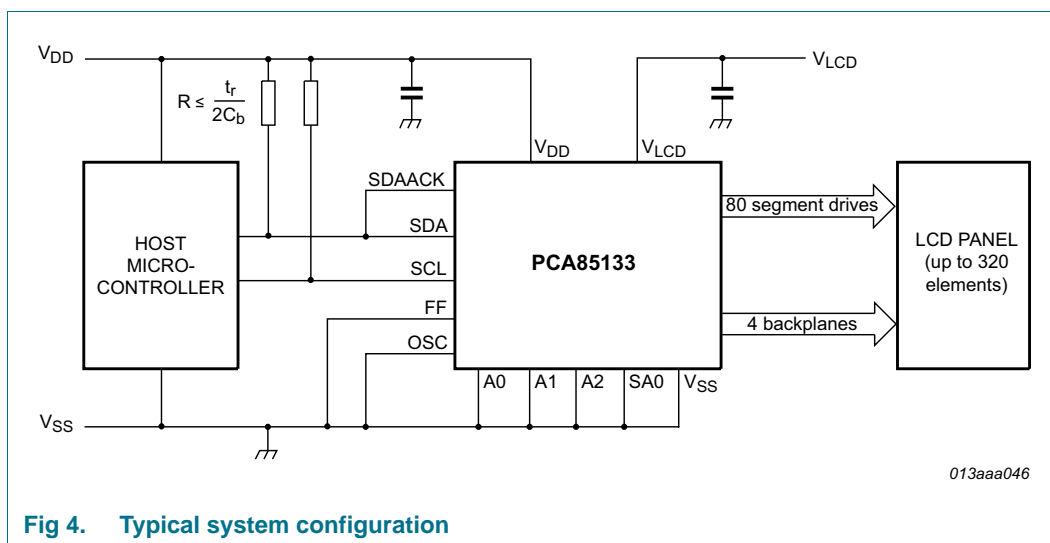 VDD
VLCD
R ≤ tr / 2Cb
VDD
VLCD
SDAACK
80 segment drives
SDA
HOST
MICRO-
CONTROLLER
PCA85133
LCD PANEL
(up to 320
elements)
SCL
FF
4 backplanes
OSC
A0 A1 A2 SA0 VSS
VSS
013aaa046
Fig 4. Typical system configuration